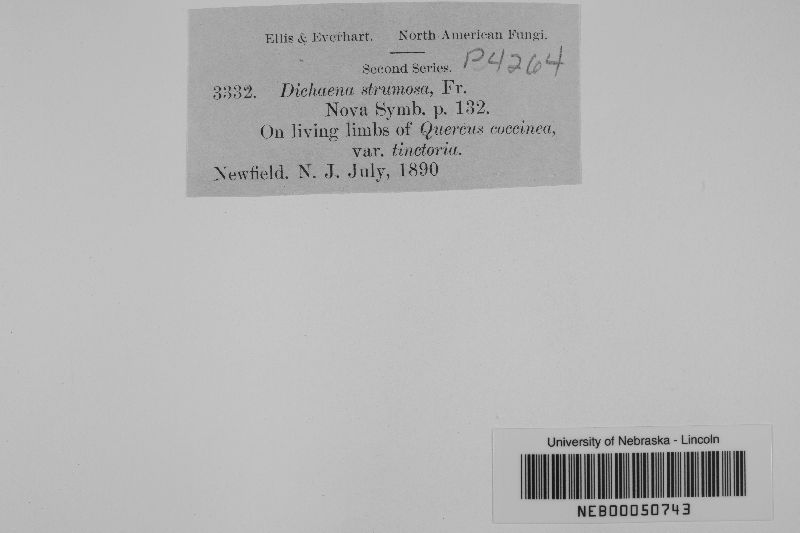 Ellis & Everhart. North American Fungi.
Second Series. P4264
3332. Dichaena strumosa, Fr.
Nova Symb. p. 132.
On living limbs of Quercus coccinea,
var. tinctoria.
Newfield. N. J. July, 1890
University of Nebraska - Lincoln
NEB00050743